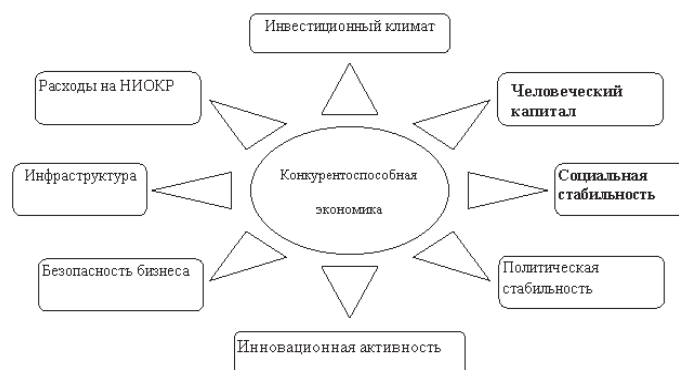 Инвестиционный климат
Расходы на НИОКР
Человеческий
капитал
Инфраструктура
Конкурентоспособная
экономика
Социальная
стабильность
Безопасность бизнеса
Политическая
стабильность
Инновационная активность